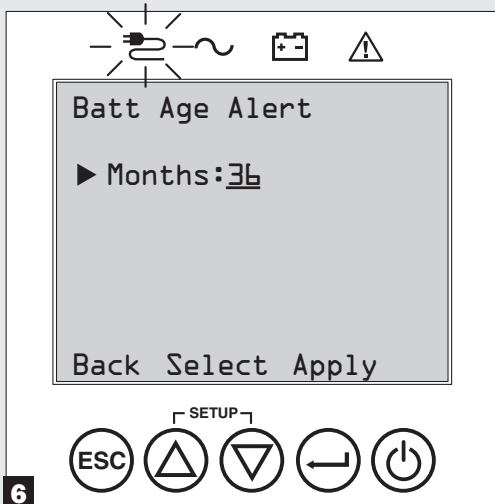 Batt Age Alert
▶ Months:36
Back Select Apply
SETUP
ESC
6